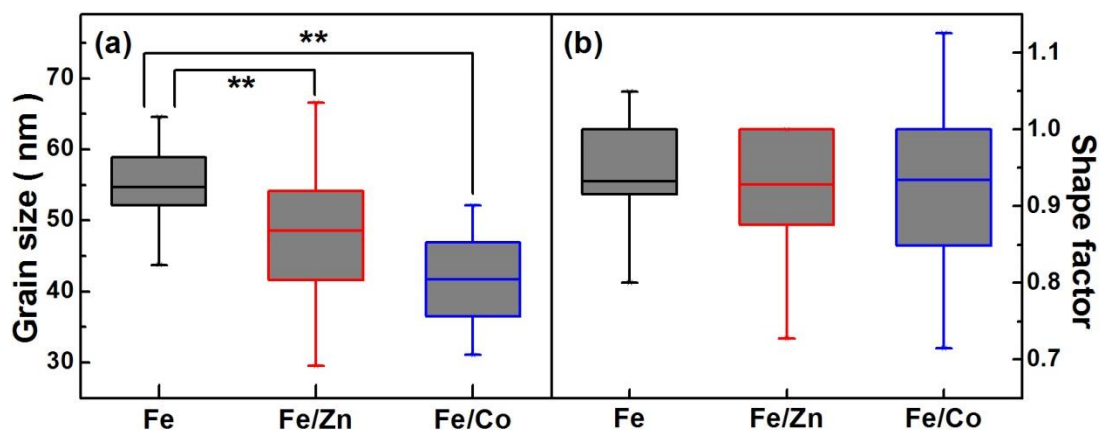 (a)
**
**
Grain size ( nm )
70
60
50
40
30
Fe
Fe/Zn
Fe/Co
(b)
1.1
1.0
0.9
0.8
0.7
Shape factor
Fe
Fe/Zn
Fe/Co